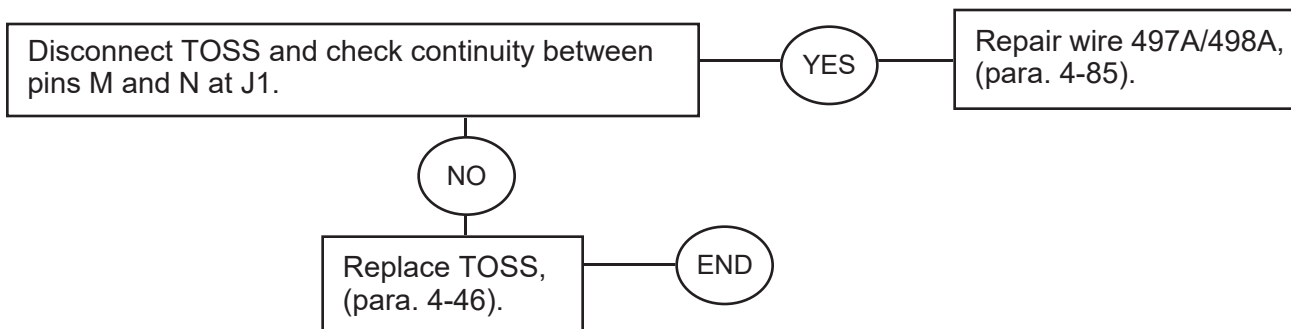 Disconnect TOSS and check continuity between
pins M and N at J1.
YES
Repair wire 497A/498A,
(para. 4-85).
NO
Replace TOSS,
(para. 4-46).
END